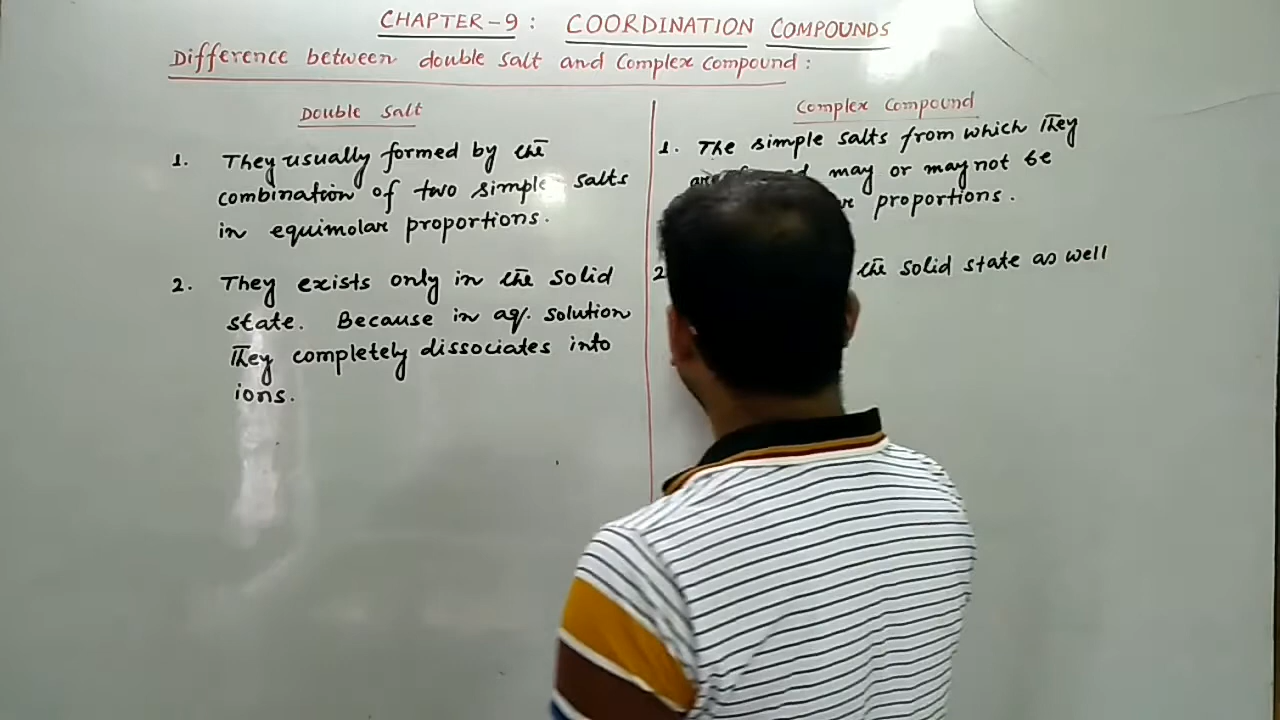 CHAPTER-9: COORDINATION COMPOUNDS
Difference between double salt and Complex Compound:
Double Salt
1. They usually formed by the
combination of two simple salts
in equimolar proportions.
2. They exists only in the solid
state. Because in aq. solution
They completely dissociates into
ions.
Complex Compound
1. The simple salts from which They
may or may not be
proportions.
2
the solid state as well